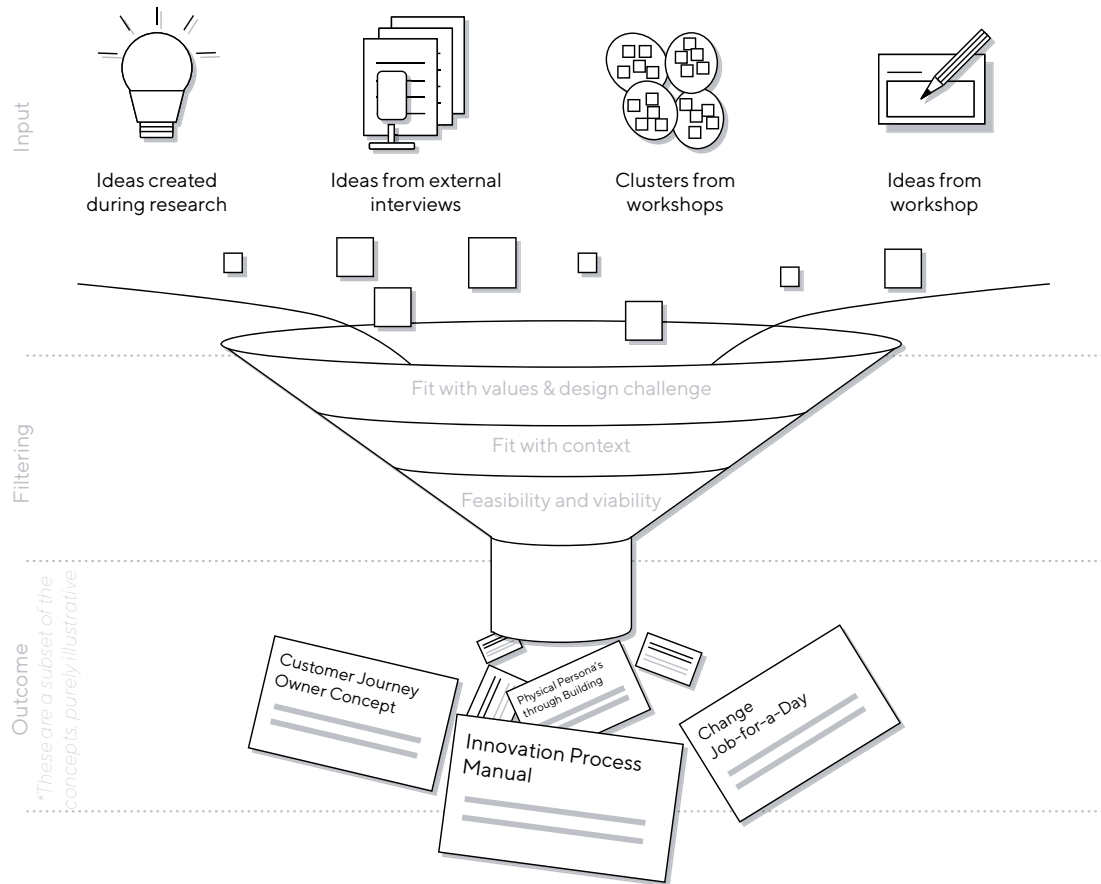 Input
Ideas created
during research
Ideas from external
interviews
Clusters from
workshops
Ideas from
workshop
Filtering
Fit with values & design challenge
Fit with context
Feasibility and viability
Outcome
*These are a subset of the
concepts, purely illustrative
Customer Journey
Owner Concept
Physical Persona's
through Building
Innovation Process
Manual
Change
Job-for-a-Day